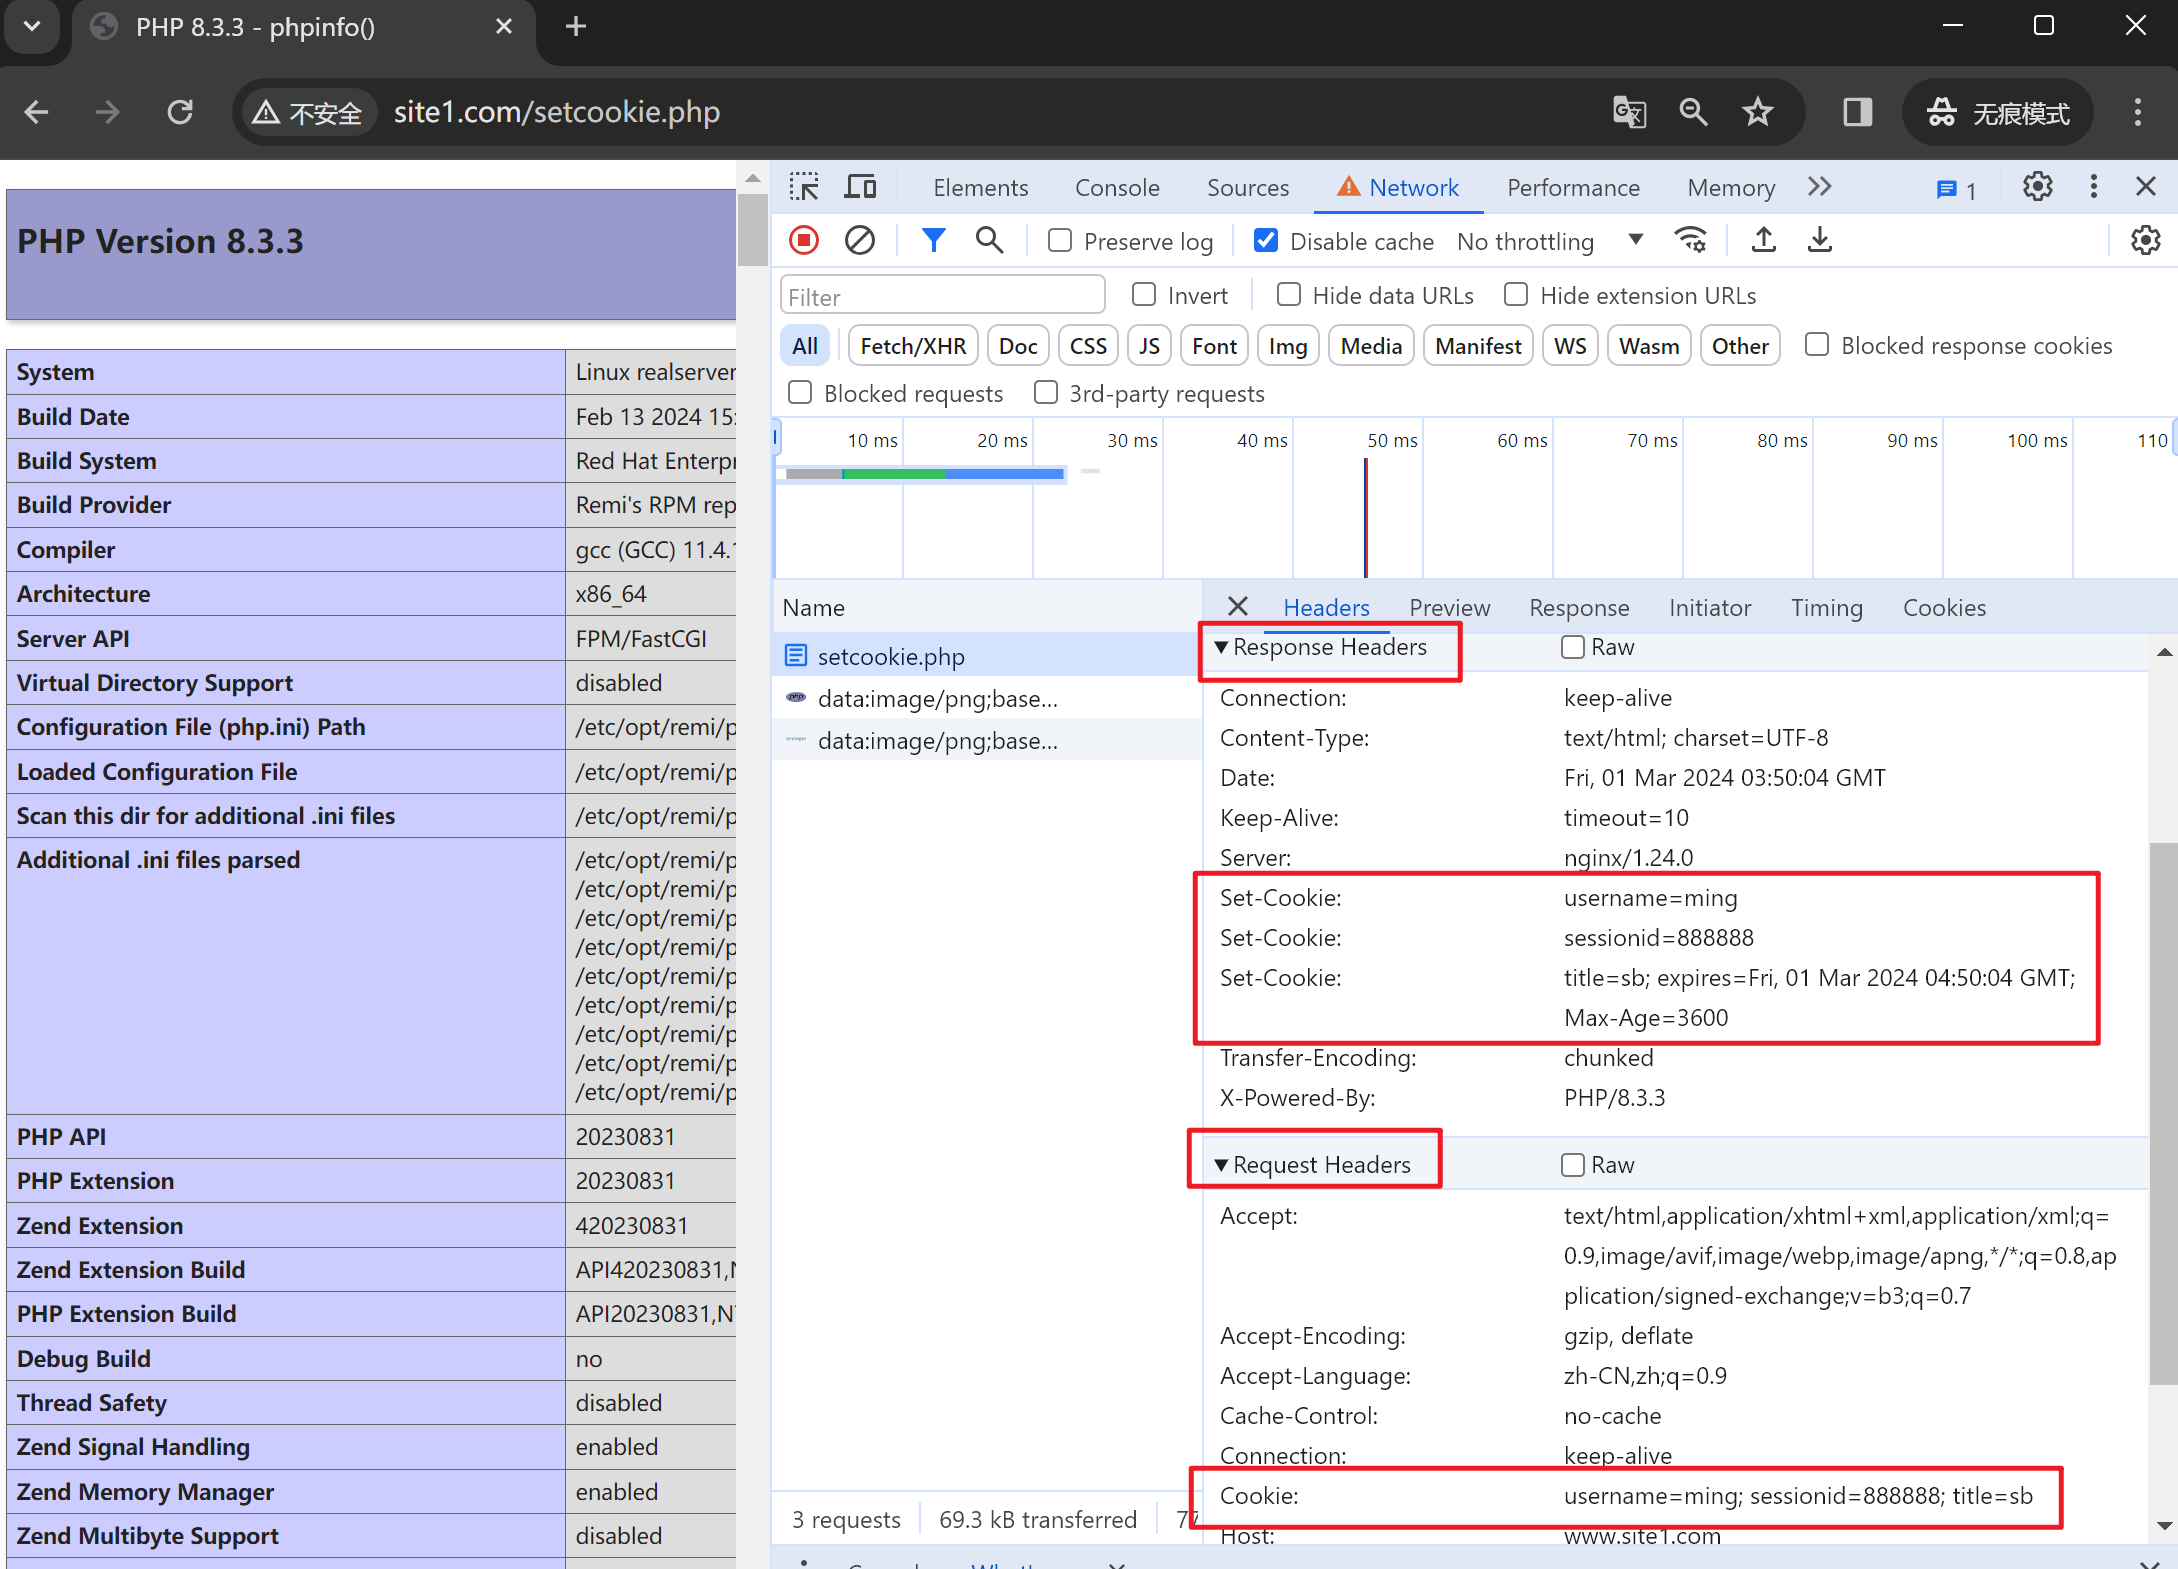 PHP 8.3.3 - phpinfo()
不安全
site1.com/setcookie.php
无痕模式
PHP Version 8.3.3
System Linux realserver
Build Date Feb 13 2024 15:
Build System Red Hat Enterpr
Build Provider Remi's RPM rep
Compiler gcc (GCC) 11.4.1
Architecture x86_64
Server API FPM/FastCGI
Virtual Directory Support disabled
Configuration File (php.ini) Path /etc/opt/remi/p
Loaded Configuration File /etc/opt/remi/p
Scan this dir for additional .ini files /etc/opt/remi/p
Additional .ini files parsed /etc/opt/remi/p
/etc/opt/remi/p
/etc/opt/remi/p
/etc/opt/remi/p
/etc/opt/remi/p
/etc/opt/remi/p
/etc/opt/remi/p
/etc/opt/remi/p
/etc/opt/remi/p
PHP API 20230831
PHP Extension 20230831
Zend Extension 420230831
Zend Extension Build API420230831,N
PHP Extension Build API20230831,NT
Debug Build no
Thread Safety disabled
Zend Signal Handling enabled
Zend Memory Manager enabled
Zend Multibyte Support disabled
Elements Console Sources Network Performance Memory 1
Preserve log Disable cache No throttling
Filter Invert Hide data URLs Hide extension URLs
All Fetch/XHR Doc CSS JS Font Img Media Manifest WS Wasm Other Blocked response cookies
Blocked requests 3rd-party requests
10 ms 20 ms 30 ms 40 ms 50 ms 60 ms 70 ms 80 ms 90 ms 100 ms 110
Name
setcookie.php
data:image/png;base...
data:image/png;base...
3 requests 69.3 kB transferred 77
Headers Preview Response Initiator Timing Cookies
Response Headers Raw
Connection: keep-alive
Content-Type: text/html; charset=UTF-8
Date: Fri, 01 Mar 2024 03:50:04 GMT
Keep-Alive: timeout=10
Server: nginx/1.24.0
Set-Cookie: username=ming
Set-Cookie: sessionid=888888
Set-Cookie: title=sb; expires=Fri, 01 Mar 2024 04:50:04 GMT;
Max-Age=3600
Transfer-Encoding: chunked
X-Powered-By: PHP/8.3.3
Request Headers Raw
Accept: text/html,application/xhtml+xml,application/xml;q=
0.9,image/avif,image/webp,image/apng,*/*;q=0.8,ap
plication/signed-exchange;v=b3;q=0.7
Accept-Encoding: gzip, deflate
Accept-Language: zh-CN,zh;q=0.9
Cache-Control: no-cache
Connection: keep-alive
Cookie: username=ming; sessionid=888888; title=sb
Host: www.site1.com